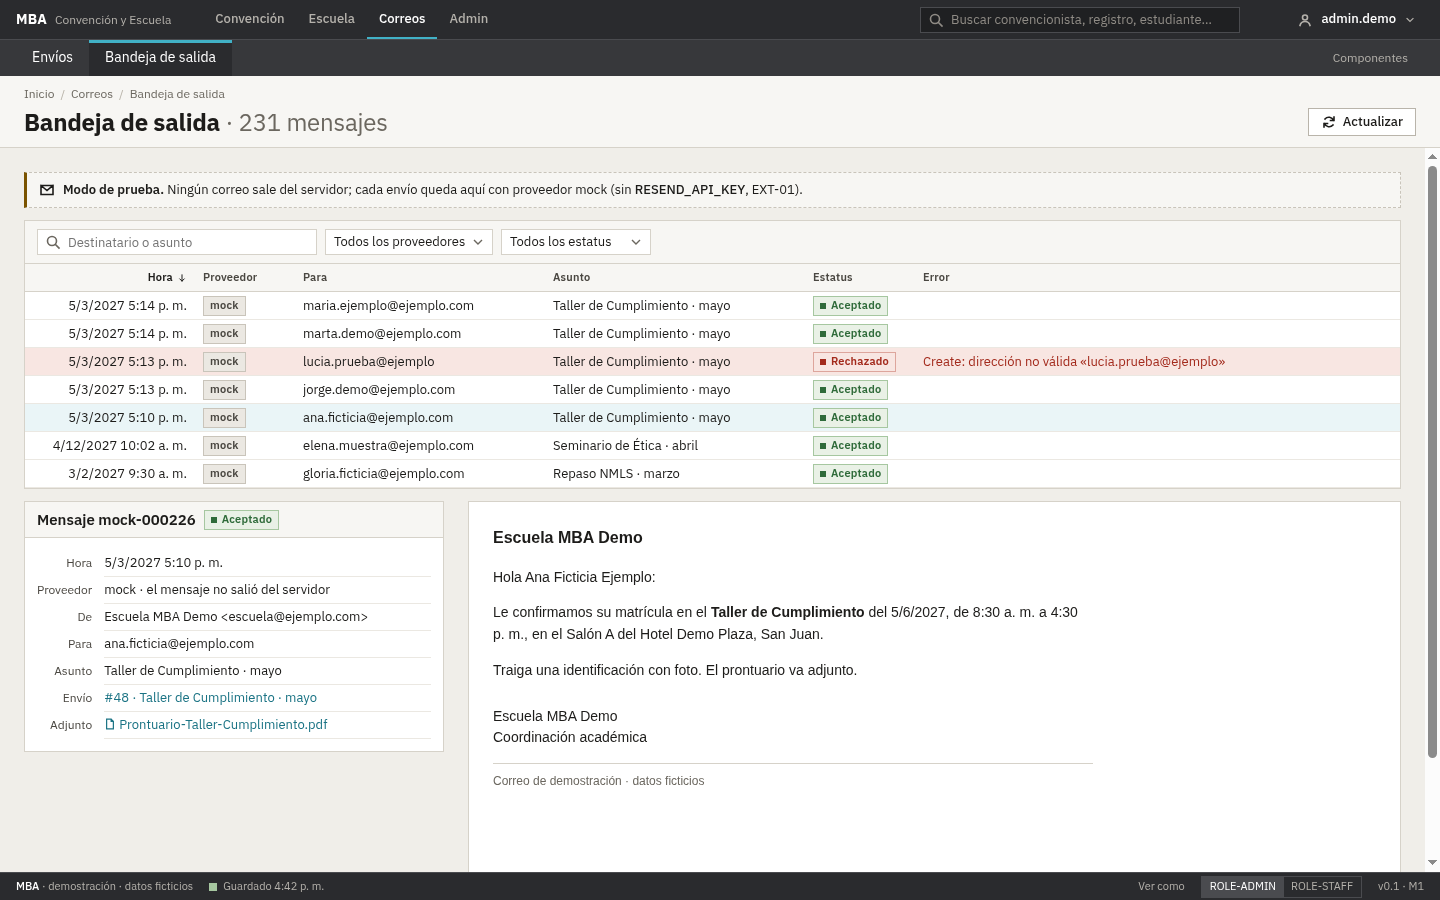 MBA Convención y Escuela Convención Escuela Correos Admin Buscar convencionista, registro, estudiante... admin.demo
Envíos Bandeja de salida Componentes
Inicio / Correos / Bandeja de salida
Bandeja de salida · 231 mensajes Actualizar
Modo de prueba. Ningún correo sale del servidor; cada envío queda aquí con proveedor mock (sin RESEND_API_KEY, EXT-01).
Destinatario o asunto Todos los proveedores Todos los estatus
Hora ↓ Proveedor Para Asunto Estatus Error
5/3/2027 5:14 p. m. mock maria.ejemplo@ejemplo.com Taller de Cumplimiento · mayo Aceptado
5/3/2027 5:14 p. m. mock marta.demo@ejemplo.com Taller de Cumplimiento · mayo Aceptado
5/3/2027 5:13 p. m. mock lucia.prueba@ejemplo Taller de Cumplimiento · mayo Rechazado Create: dirección no válida «lucia.prueba@ejemplo»
5/3/2027 5:13 p. m. mock jorge.demo@ejemplo.com Taller de Cumplimiento · mayo Aceptado
5/3/2027 5:10 p. m. mock ana.ficticia@ejemplo.com Taller de Cumplimiento · mayo Aceptado
4/12/2027 10:02 a. m. mock elena.muestra@ejemplo.com Seminario de Ética · abril Aceptado
3/2/2027 9:30 a. m. mock gloria.ficticia@ejemplo.com Repaso NMLS · marzo Aceptado
Mensaje mock-000226 Aceptado
Hora 5/3/2027 5:10 p. m.
Proveedor mock · el mensaje no salió del servidor
De Escuela MBA Demo <escuela@ejemplo.com>
Para ana.ficticia@ejemplo.com
Asunto Taller de Cumplimiento · mayo
Envío #48 · Taller de Cumplimiento · mayo
Adjunto Prontuario-Taller-Cumplimiento.pdf
Escuela MBA Demo
Hola Ana Ficticia Ejemplo:
Le confirmamos su matrícula en el Taller de Cumplimiento del 5/6/2027, de 8:30 a. m. a 4:30
p. m., en el Salón A del Hotel Demo Plaza, San Juan.
Traiga una identificación con foto. El prontuario va adjunto.
Escuela MBA Demo
Coordinación académica
Correo de demostración · datos ficticios
MBA · demostración · datos ficticios Guardado 4:42 p. m. Ver como ROLE-ADMIN ROLE-STAFF v0.1 · M1